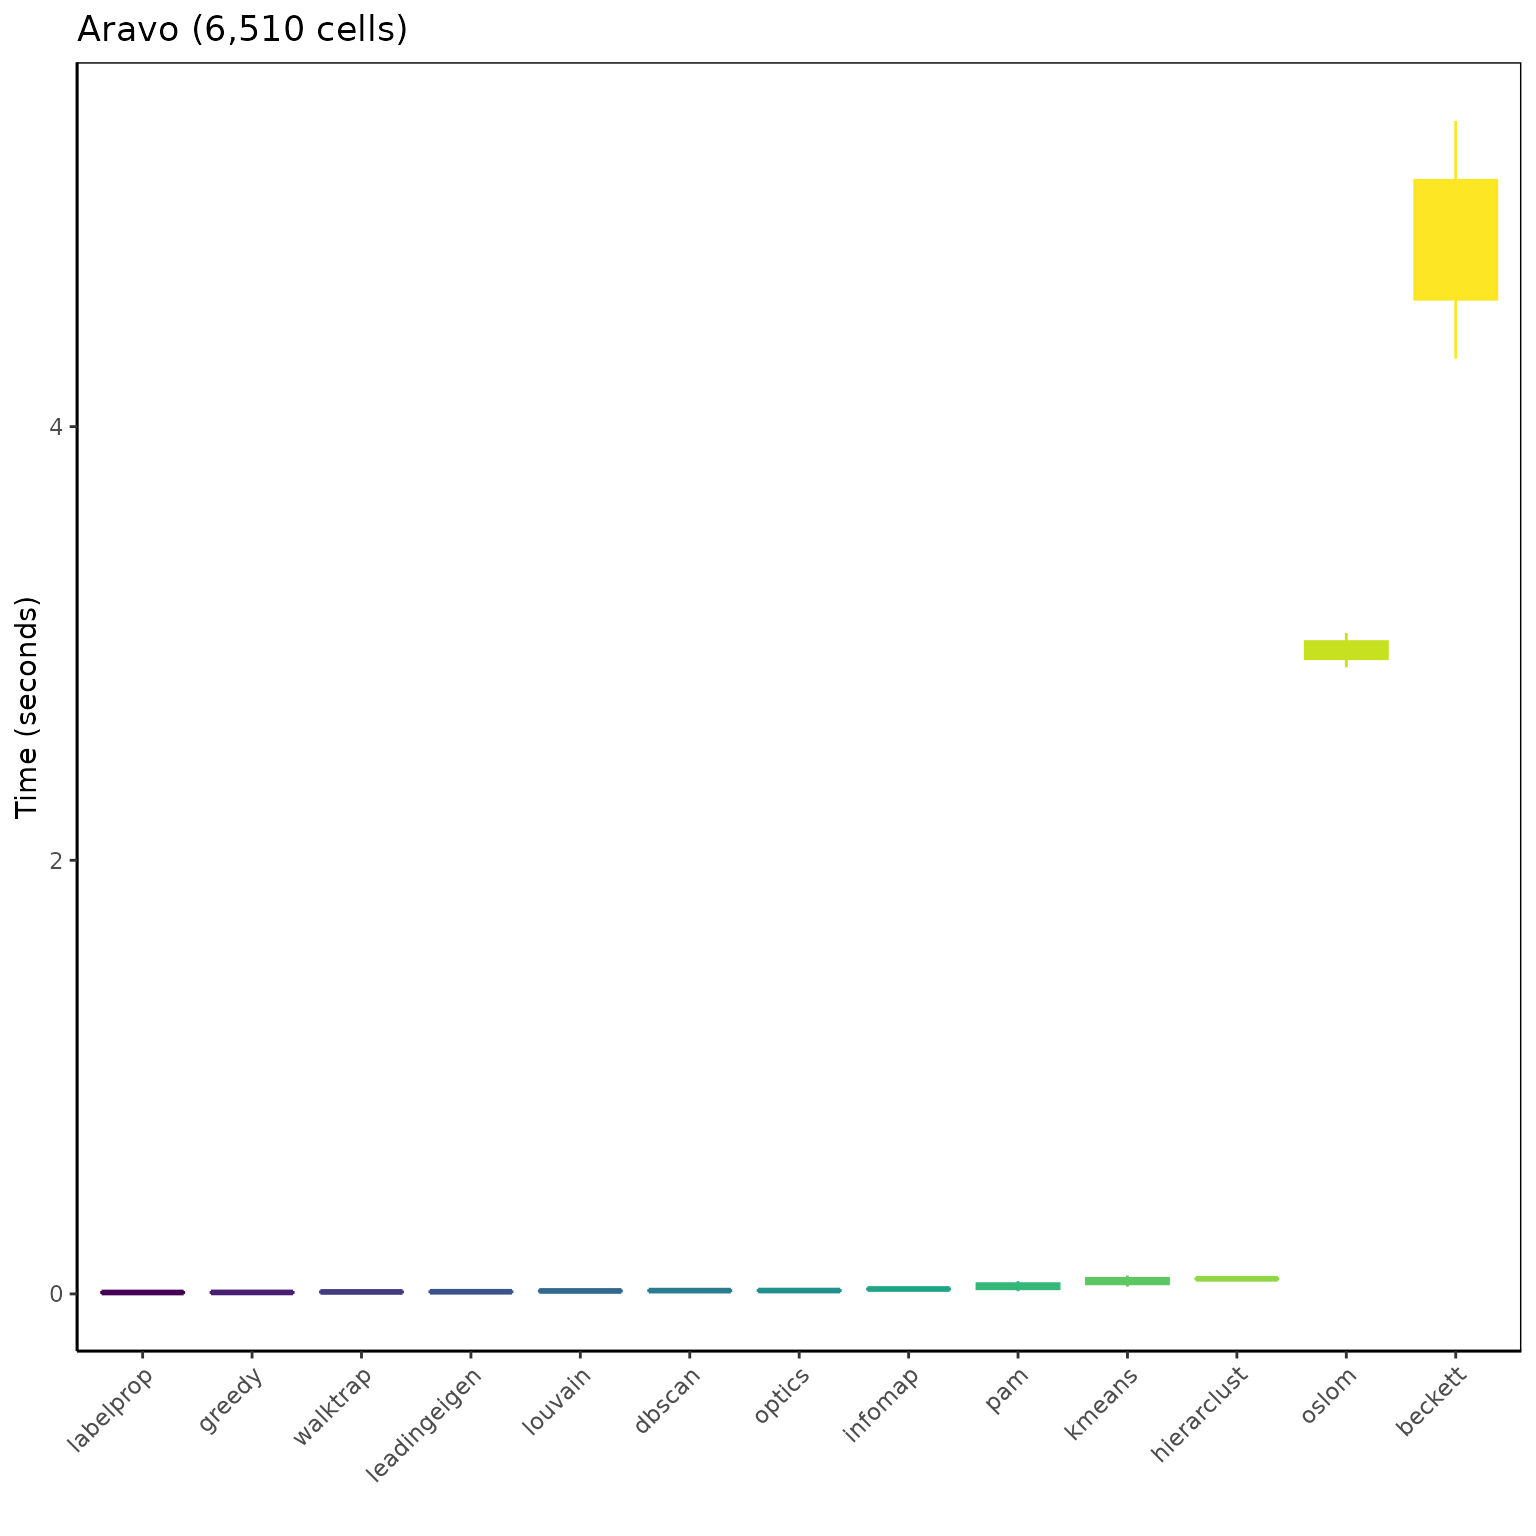 Aravo (6,510 cells)
Time (seconds)
4
2
0
labelprop
greedy
walktrap
leadingeigen
louvain
dbscan
optics
infomap
pam
kmeans
hierarclust
oslom
beckett